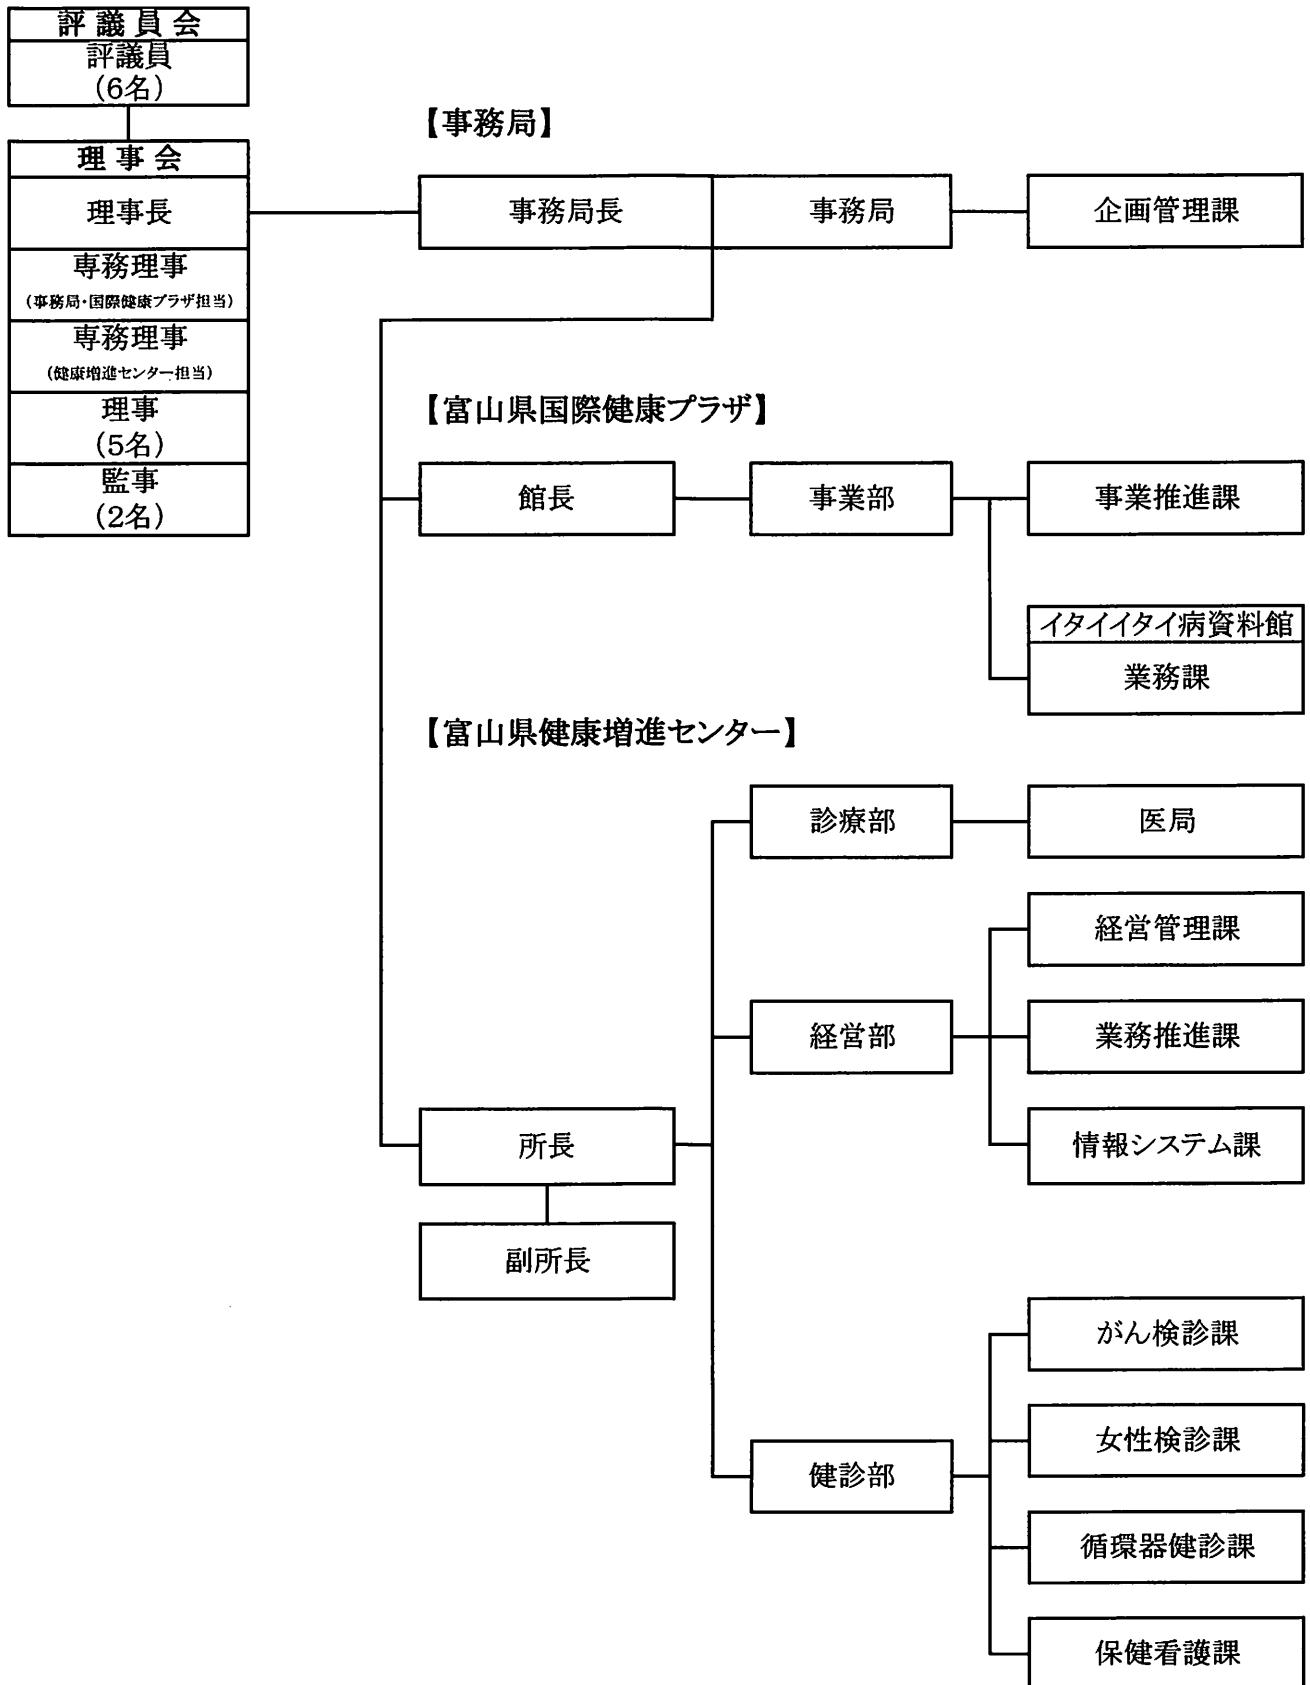 評議員会
評議員
(6名)
理事会
理事長
専務理事
(事務局・国際健康プラザ担当)
専務理事
(健康増進センター担当)
理事
(5名)
監事
(2名)
【事務局】
事務局長
事務局
企画管理課
【富山県国際健康プラザ】
館長
事業部
事業推進課
イタイイタイ病資料館
業務課
【富山県健康増進センター】
診療部
医局
経営管理課
経営部
業務推進課
所長
情報システム課
副所長
がん検診課
女性検診課
健診部
循環器健診課
保健看護課